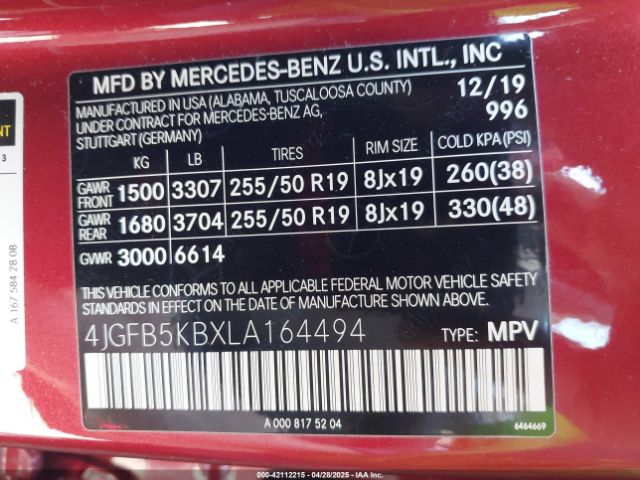 MFD BY MERCEDES-BENZ U.S. INTL., INC
MANUFACTURED IN USA (ALABAMA, TUSCALOOSA COUNTY) 12/19
UNDER CONTRACT FOR MERCEDES-BENZ AG, 996
STUTTGART (GERMANY)
KG LB TIRES RIM SIZE COLD KPA (PSI)
GAWR FRONT 1500 3307 255/50 R19 8Jx19 260(38)
GAWR REAR 1680 3704 255/50 R19 8Jx19 330(48)
GVWR 3000 6614
THIS VEHICLE CONFORMS TO ALL APPLICABLE FEDERAL MOTOR VEHICLE SAFETY
STANDARDS IN EFFECT ON THE DATE OF MANUFACTURE SHOWN ABOVE.
4JGFB5KBXLA164494 TYPE: MPV
A 000 817 52 04 6464669
A 167 584 28 08
3
000-42112215 - 04/28/2025 - IAA Inc.